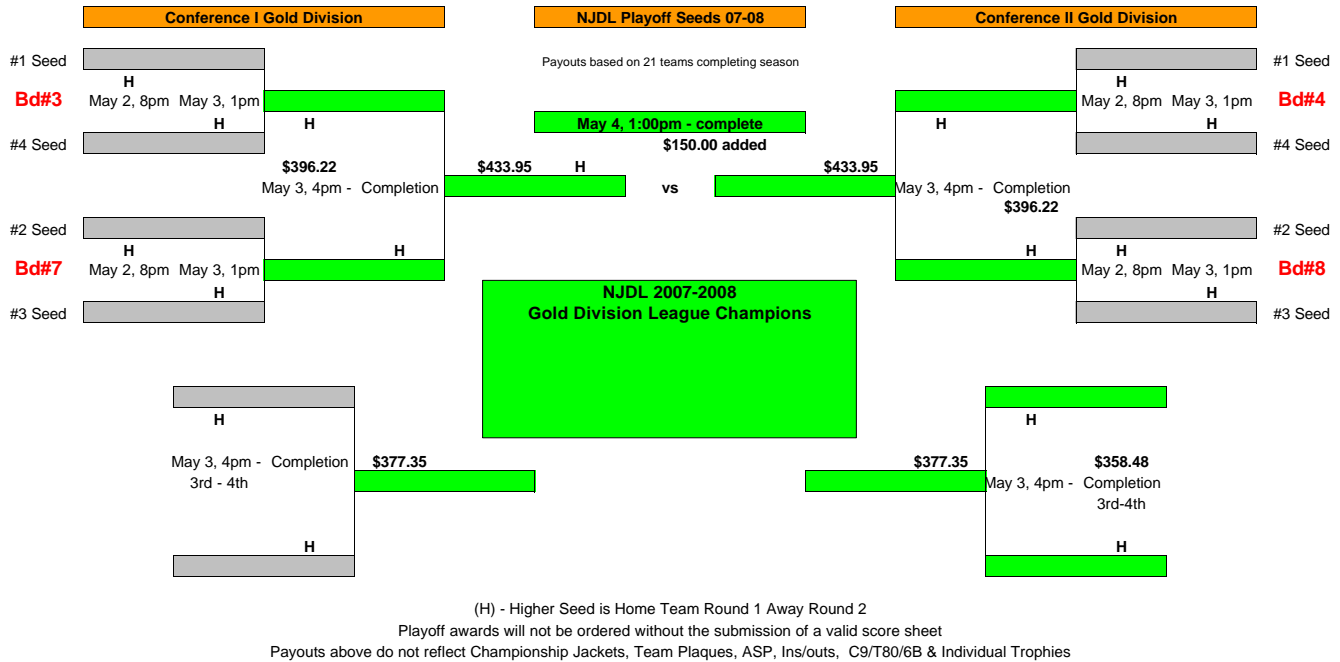 Conference I Gold Division
NJDL Playoff Seeds 07-08
Conference II Gold Division
#1 Seed
Payouts based on 21 teams completing season
#1 Seed
H
H
Bd#3
May 2, 8pm May 3, 1pm
May 2, 8pm May 3, 1pm
Bd#4
H
H
May 4, 1:00pm - complete
H
H
#4 Seed
$150.00 added
#4 Seed
$396.22
$433.95
H
$433.95
May 3, 4pm - Completion
vs
May 3, 4pm - Completion
$396.22
#2 Seed
#2 Seed
H
H
H
H
Bd#7
May 2, 8pm May 3, 1pm
May 2, 8pm May 3, 1pm
Bd#8
H
NJDL 2007-2008
H
#3 Seed
Gold Division League Champions
#3 Seed
H
H
May 3, 4pm - Completion
$377.35
$377.35
$358.48
3rd - 4th
May 3, 4pm - Completion
3rd-4th
H
H
(H) - Higher Seed is Home Team Round 1 Away Round 2
Playoff awards will not be ordered without the submission of a valid score sheet
Payouts above do not reflect Championship Jackets, Team Plaques, ASP, Ins/outs, C9/T80/6B & Individual Trophies